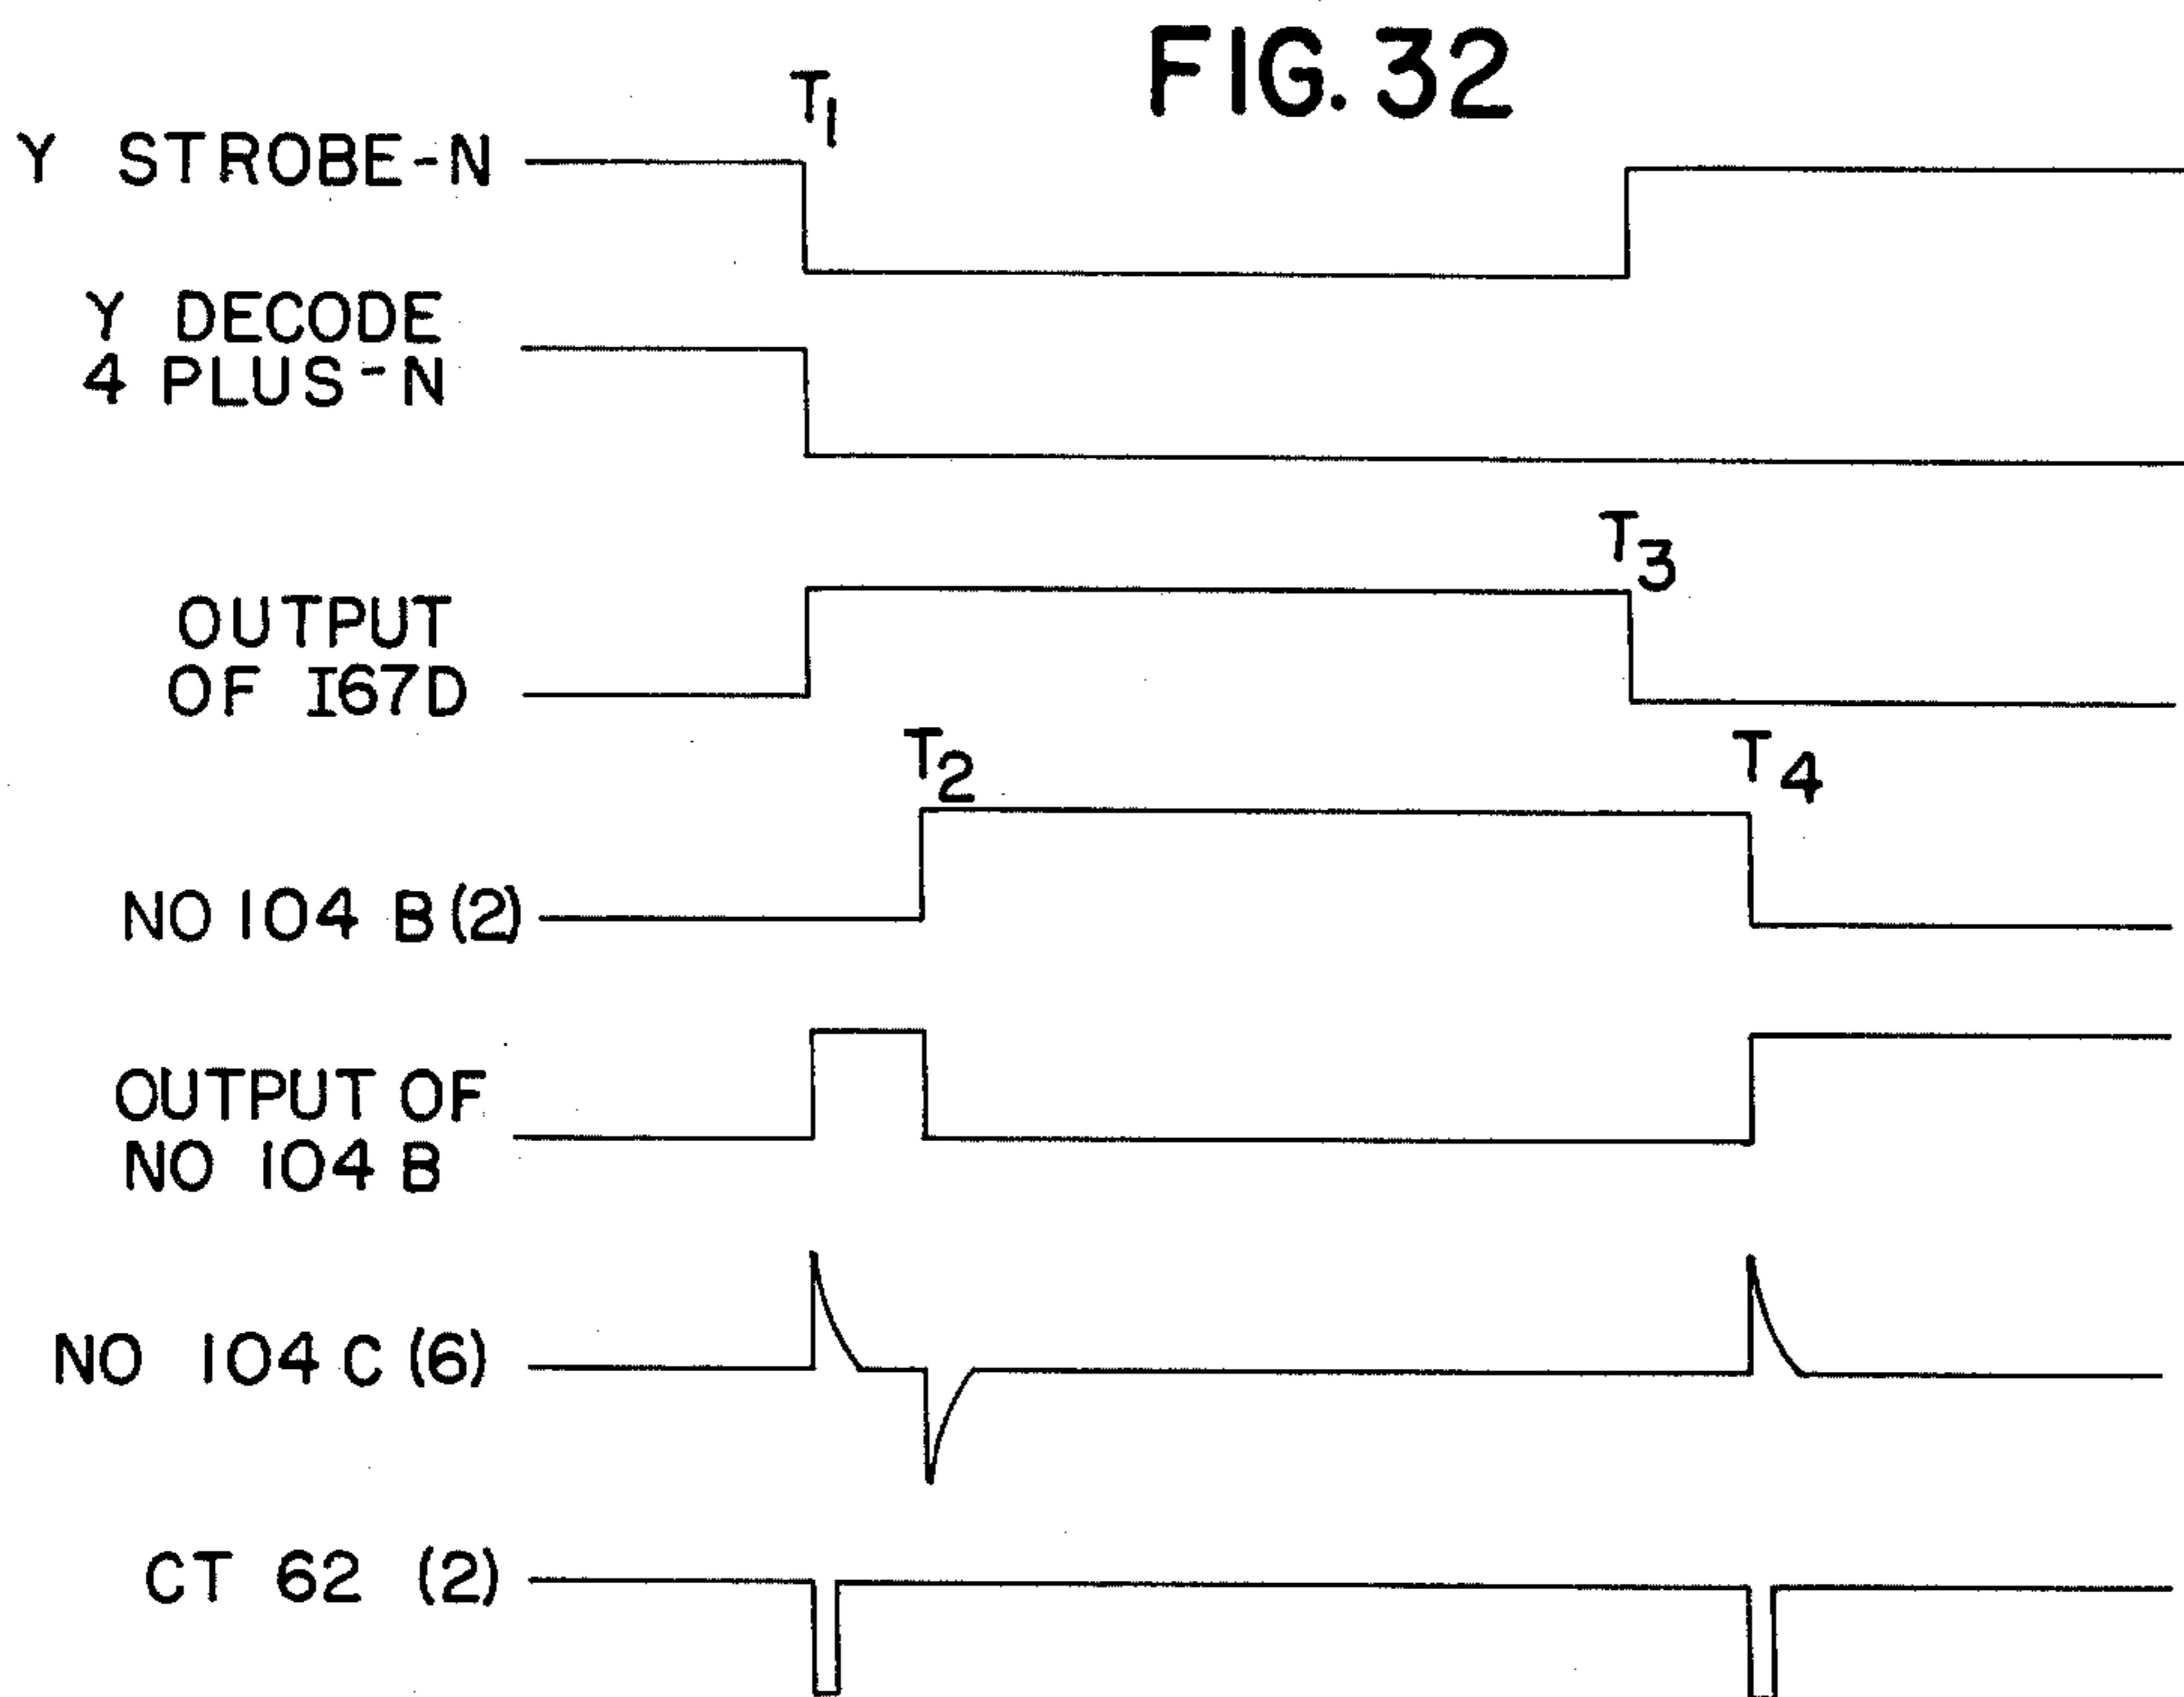 FIG. 32
T1
Y STROBE-N
Y DECODE
4 PLUS-N
T3
OUTPUT
OF I67D
T2
T4
NO 104 B (2)
OUTPUT OF
NO 104 B
NO 104 C (6)
CT 62 (2)